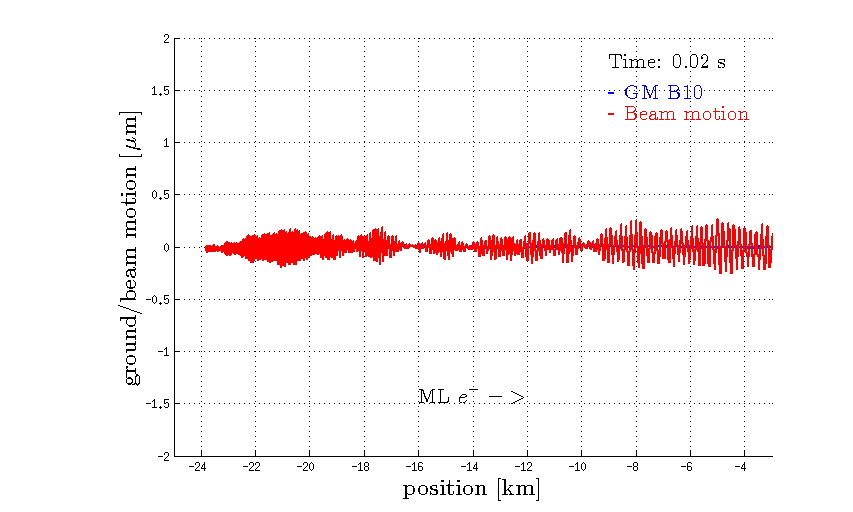 Time: 0.02 s
- GM B10
- Beam motion
ground/beam motion [μm]
2
1.5
1
0.5
0
-0.5
-1
-1.5
-2
ML e⁻ − >
-24 -22 -20 -18 -16 -14 -12 -10 -8 -6 -4
position [km]